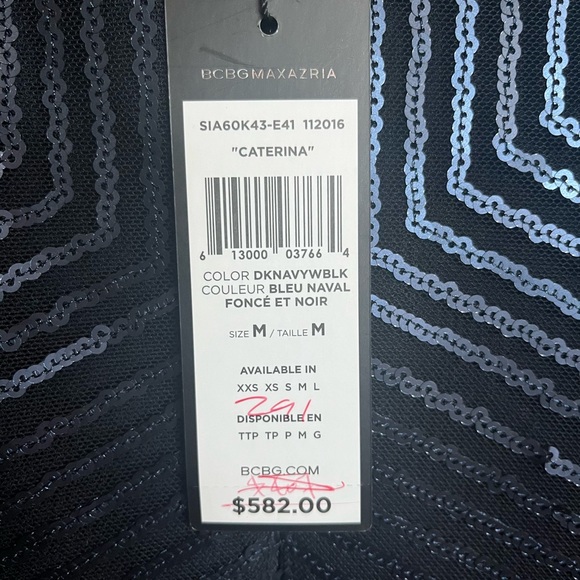 BCBGMAXAZRIA
SIA60K43-E41 112016
"CATERINA"
6 13000 03766 4
COLOR DKNAVYWBLK
COULEUR BLEU NAVAL
FONCÉ ET NOIR
SIZE M / TAILLE M
AVAILABLE IN
XXS XS S M L
291
DISPONIBLE EN
TTP TP P M G
BCBG.COM
$582.00